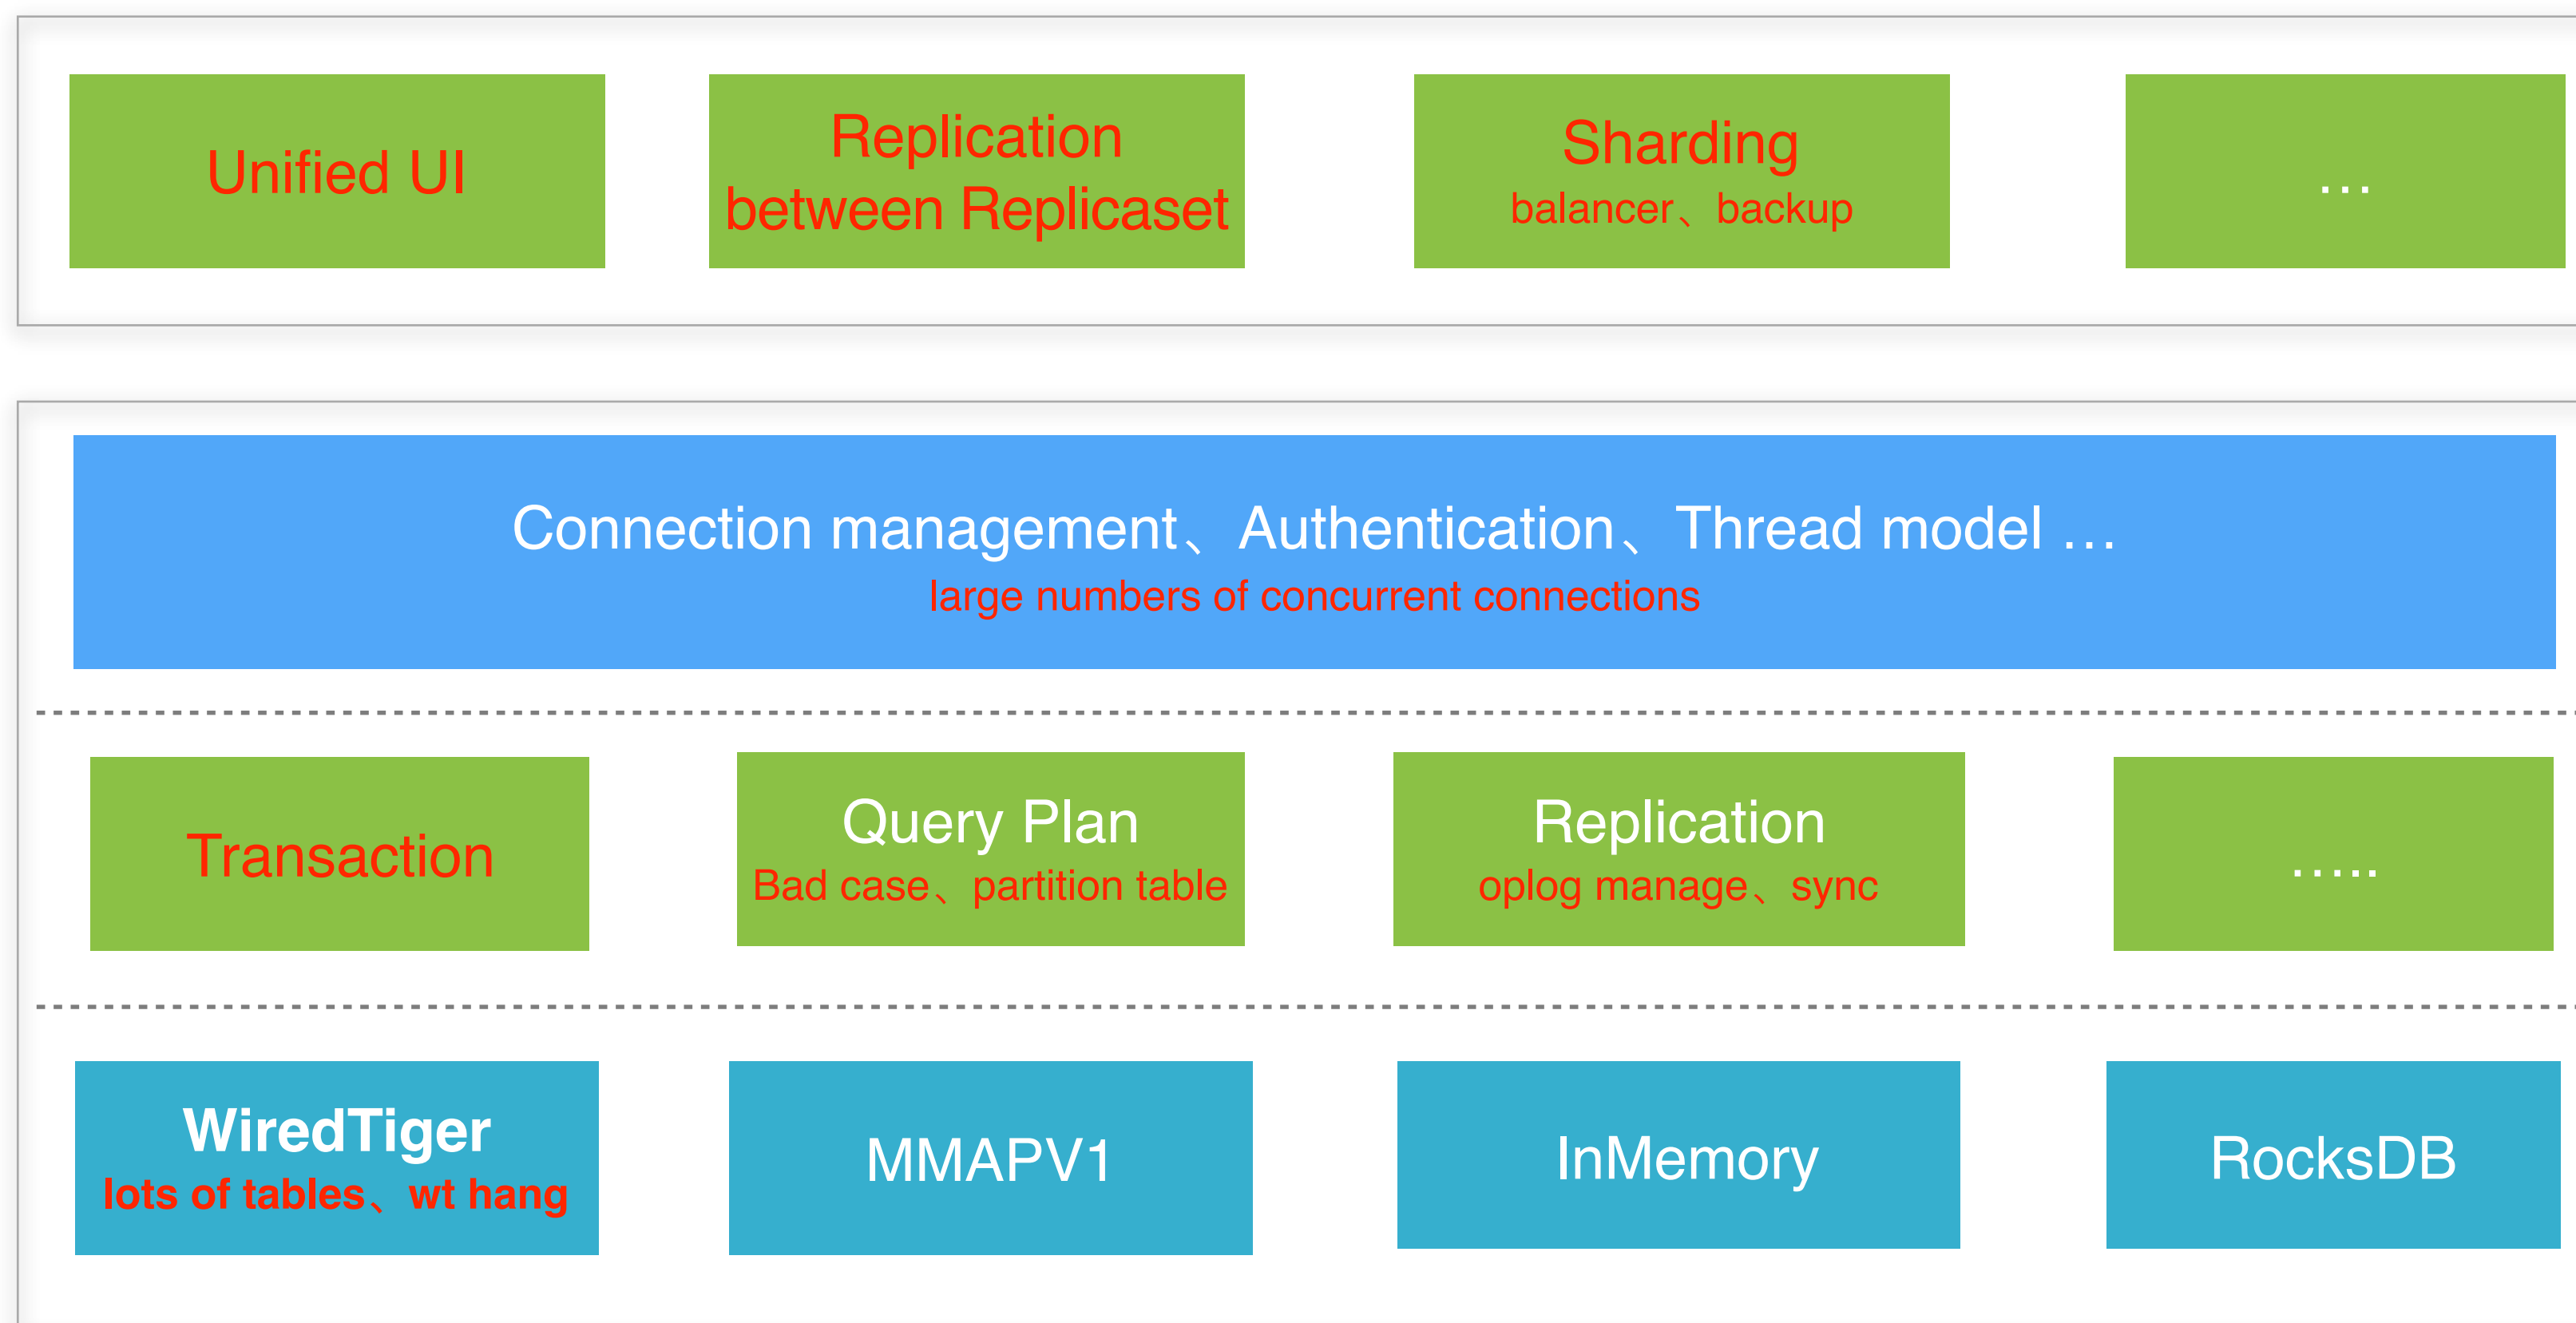 Unified UI
Replication
between Replicaset
Sharding
balancer、backup
…
Connection management、Authentication、Thread model …
large numbers of concurrent connections
Transaction
Query Plan
Bad case、partition table
Replication
oplog manage、sync
…..
WiredTiger
lots of tables、wt hang
MMAPV1
InMemory
RocksDB